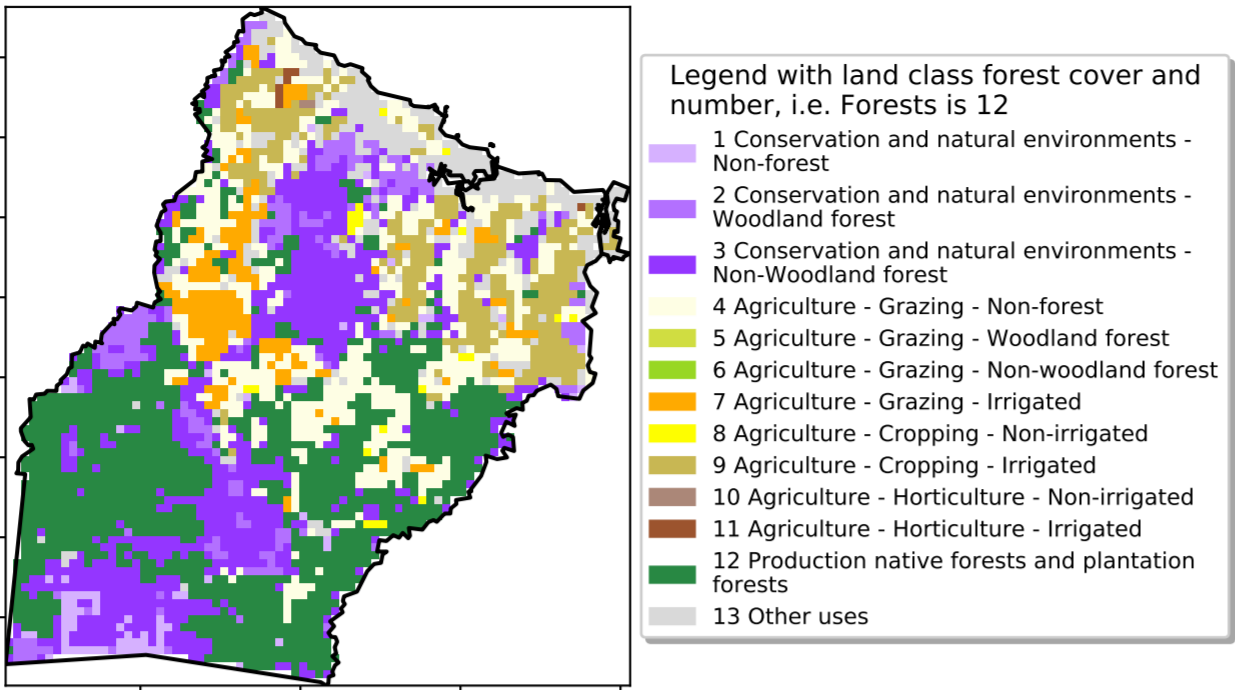 Legend with land class forest cover and
number, i.e. Forests is 12
1 Conservation and natural environments -
Non-forest
2 Conservation and natural environments -
Woodland forest
3 Conservation and natural environments -
Non-Woodland forest
4 Agriculture - Grazing - Non-forest
5 Agriculture - Grazing - Woodland forest
6 Agriculture - Grazing - Non-woodland forest
7 Agriculture - Grazing - Irrigated
8 Agriculture - Cropping - Non-irrigated
9 Agriculture - Cropping - Irrigated
10 Agriculture - Horticulture - Non-irrigated
11 Agriculture - Horticulture - Irrigated
12 Production native forests and plantation
forests
13 Other uses